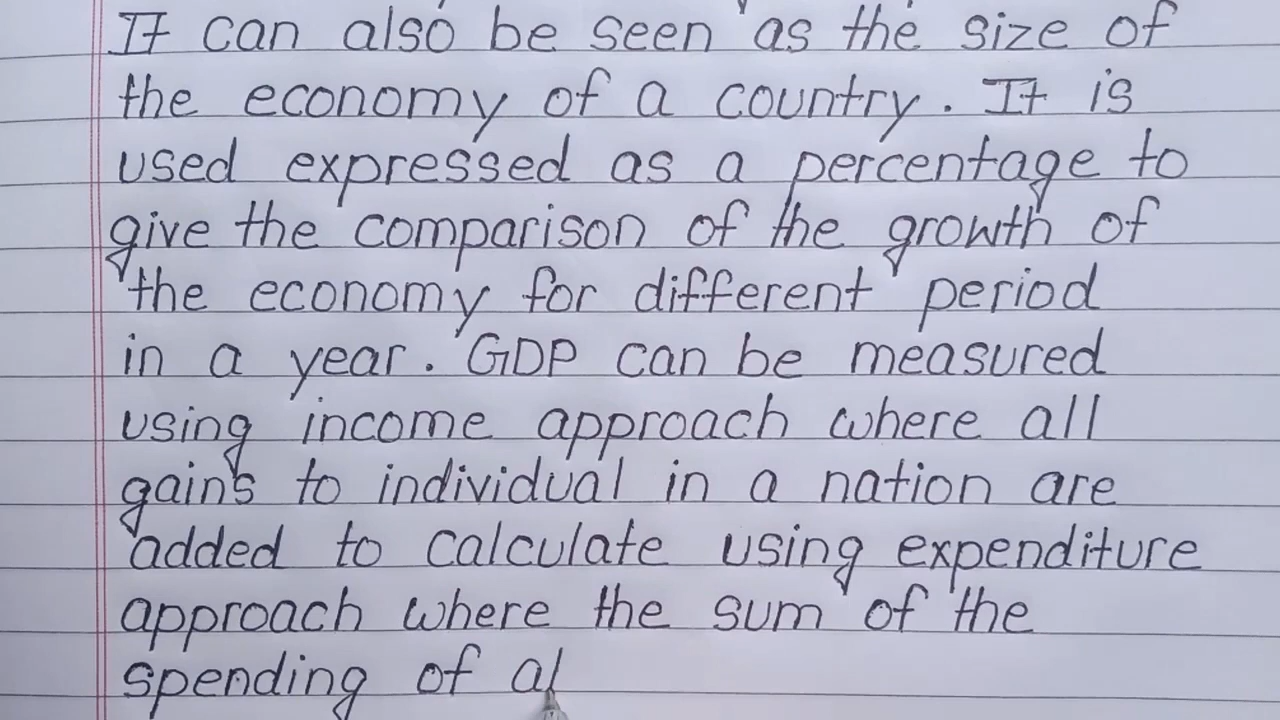 It can also be seen as the size of
the economy of a country. It is
used expressed as a percentage to
give the comparison of the growth of
the economy for different period
in a year. GDP can be measured
using income approach where all
gains to individual in a nation are
added to calculate using expenditure
approach where the sum of the
spending of al